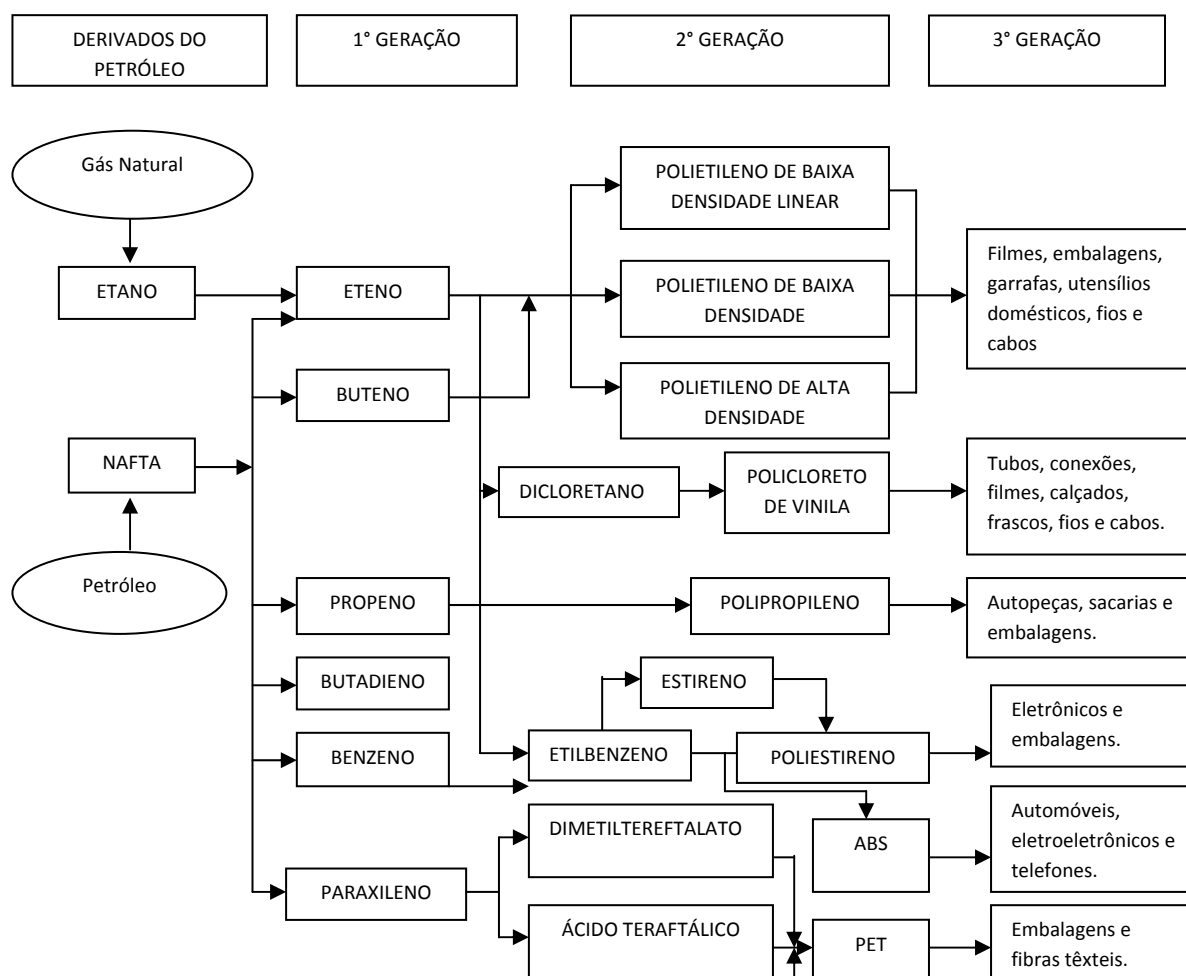 DERIVADOS DO
PETRÓLEO
1° GERAÇÃO
2° GERAÇÃO
3° GERAÇÃO
Gás Natural
ETANO
NAFTA
Petróleo
ETENO
BUTENO
PROPENO
BUTADIENO
BENZENO
PARAXILENO
POLIETILENO DE BAIXA
DENSIDADE LINEAR
POLIETILENO DE BAIXA
DENSIDADE
POLIETILENO DE ALTA
DENSIDADE
DICLORETANO
POLICLORETO
DE VINILA
POLIPROPILENO
ESTIRENO
ETILBENZENO
POLIESTIRENO
DIMETILTEREFTALATO
ABS
ÁCIDO TERAFTÁLICO
PET
Filmes, embalagens,
garrafas, utensílios
domésticos, fios e
cabos
Tubos, conexões,
filmes, calçados,
frascos, fios e cabos.
Autopeças, sacarias e
embalagens.
Eletrônicos e
embalagens.
Automóveis,
eletroeletrônicos e
telefones.
Embalagens e
fibras têxteis.